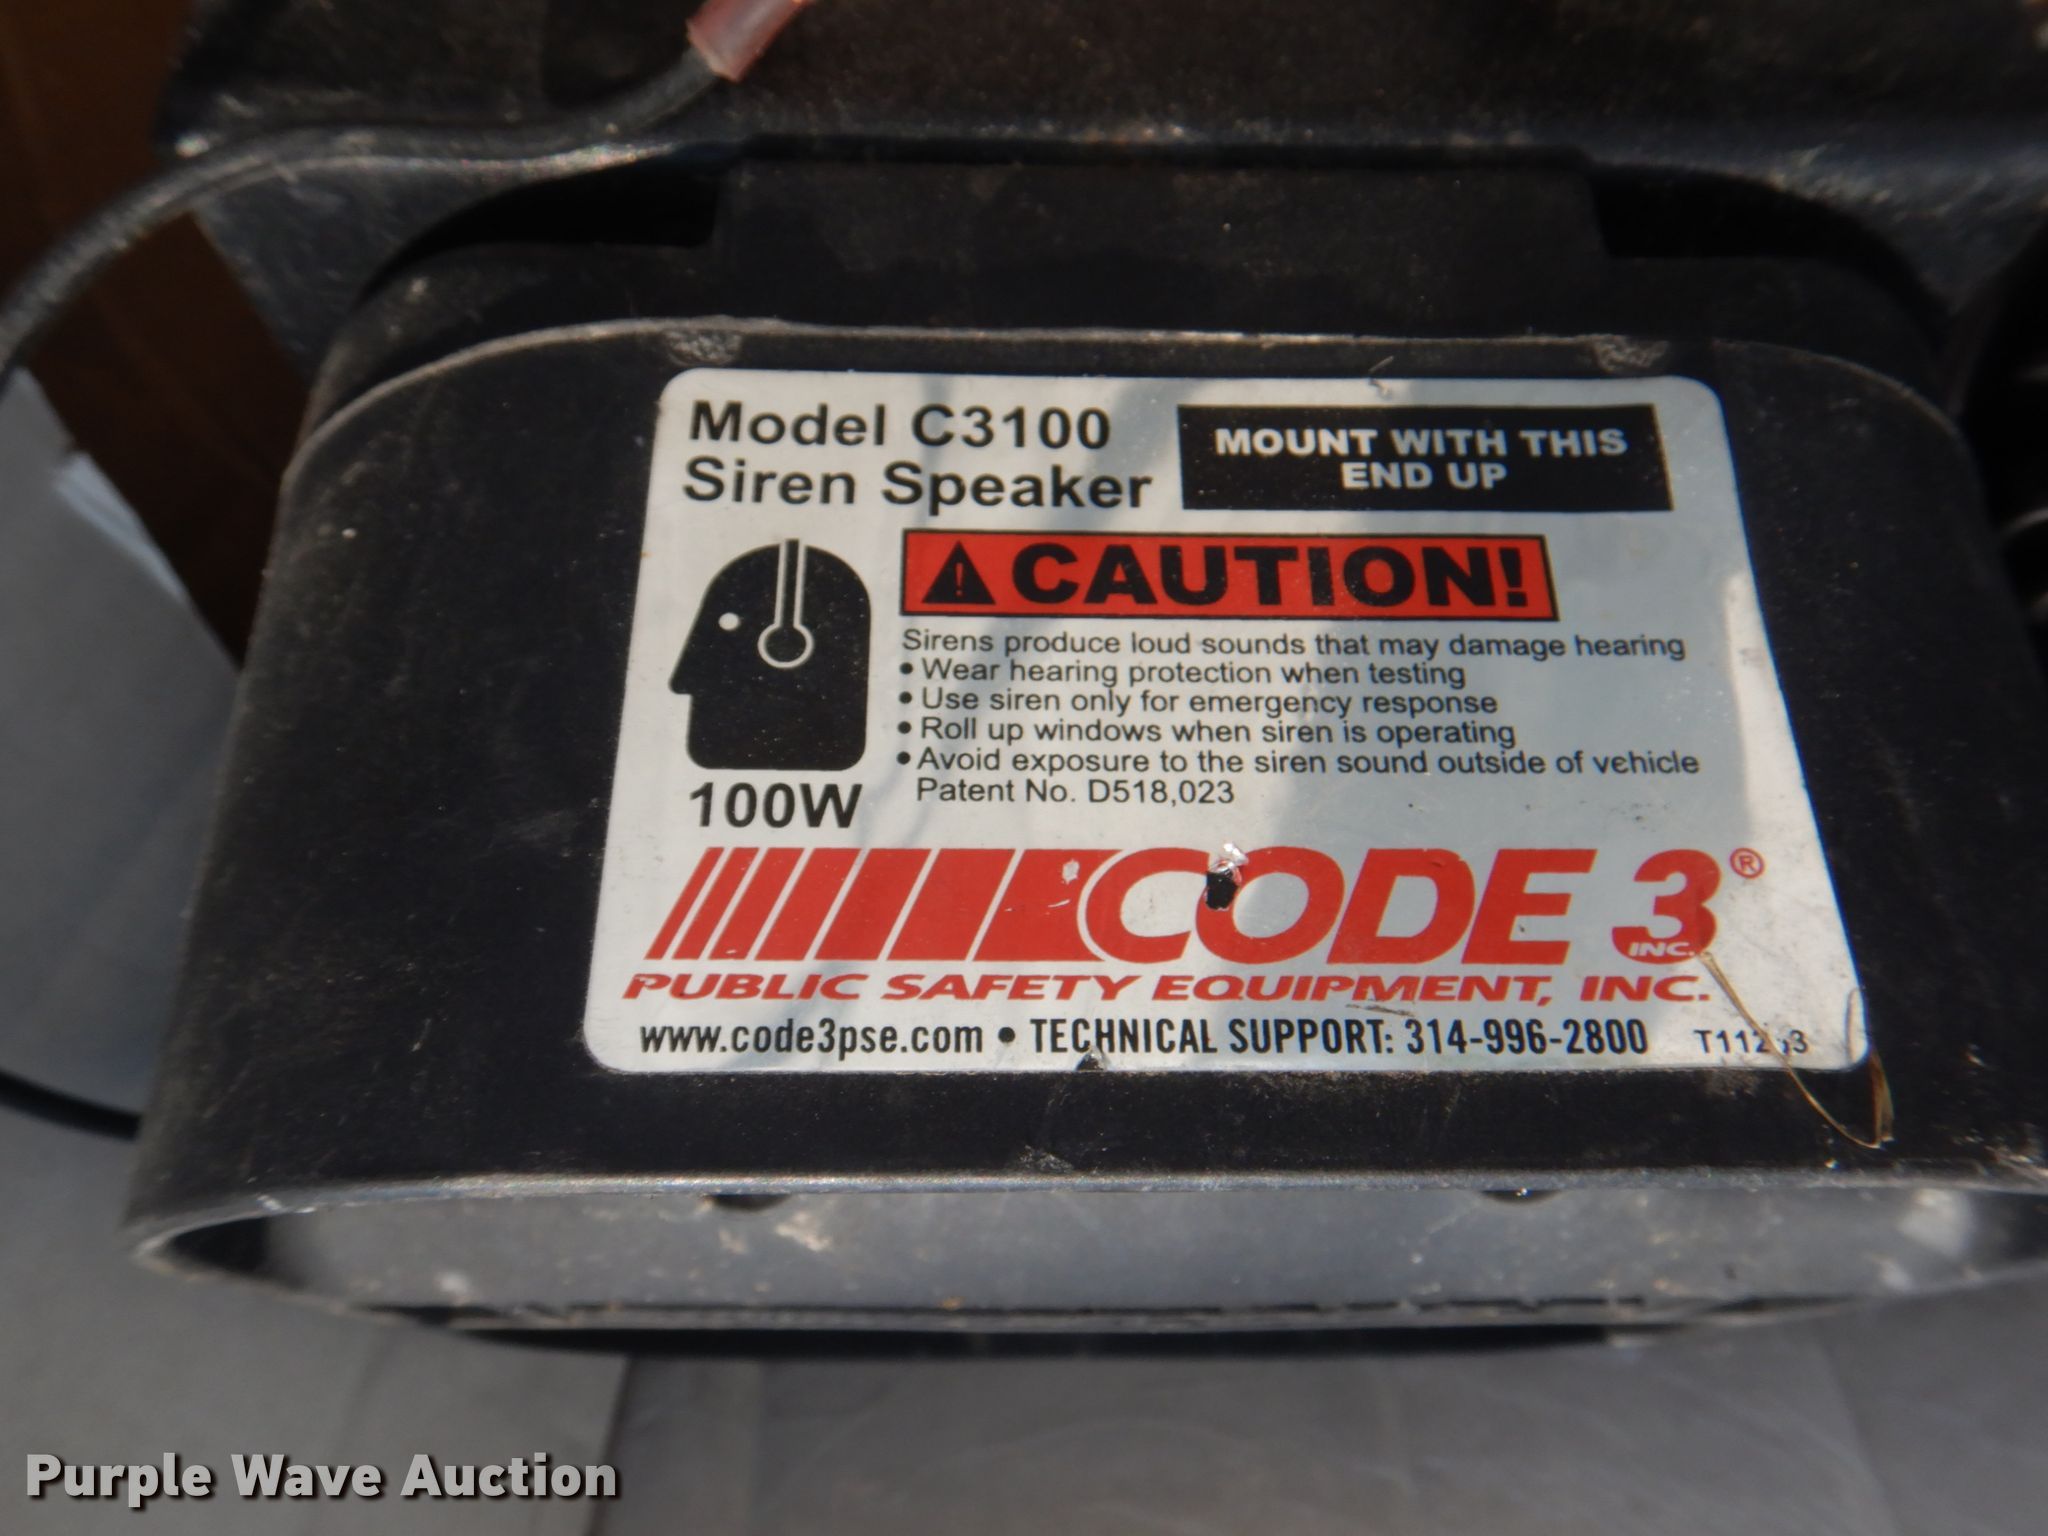 Model C3100
Siren Speaker
MOUNT WITH THIS
END UP
CAUTION!
Sirens produce loud sounds that may damage hearing
• Wear hearing protection when testing
• Use siren only for emergency response
• Roll up windows when siren is operating
• Avoid exposure to the siren sound outside of vehicle
Patent No. D518,023
100W
CODE 3®
INC.
PUBLIC SAFETY EQUIPMENT, INC.
www.code3pse.com • TECHNICAL SUPPORT: 314-996-2800
Purple Wave Auction